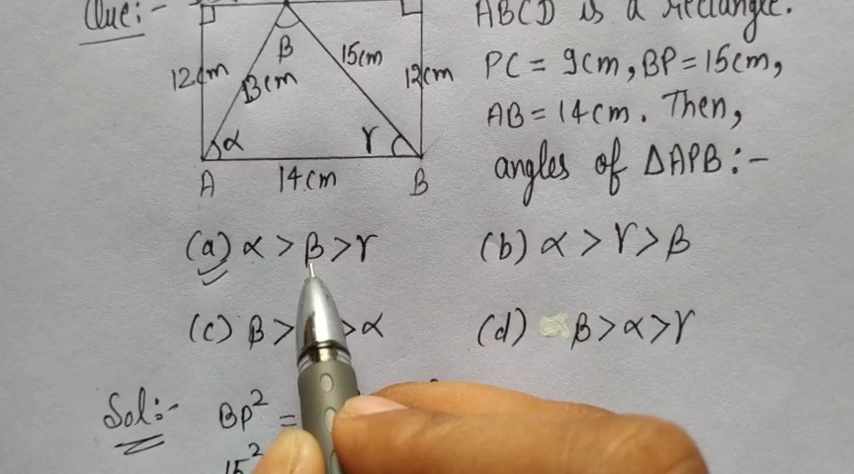 Que:-
ABCD is a rectangle.
β
12cm
13cm
15cm
12cm
PC = 9cm, BP = 15cm,
AB = 14cm. Then,
α
γ
A
14cm
B
angles of ΔAPB:-
(a) α > β > γ
(b) α > γ > β
(c) β > > α
(d) β > α > γ
Sol:-
BP² =
15²